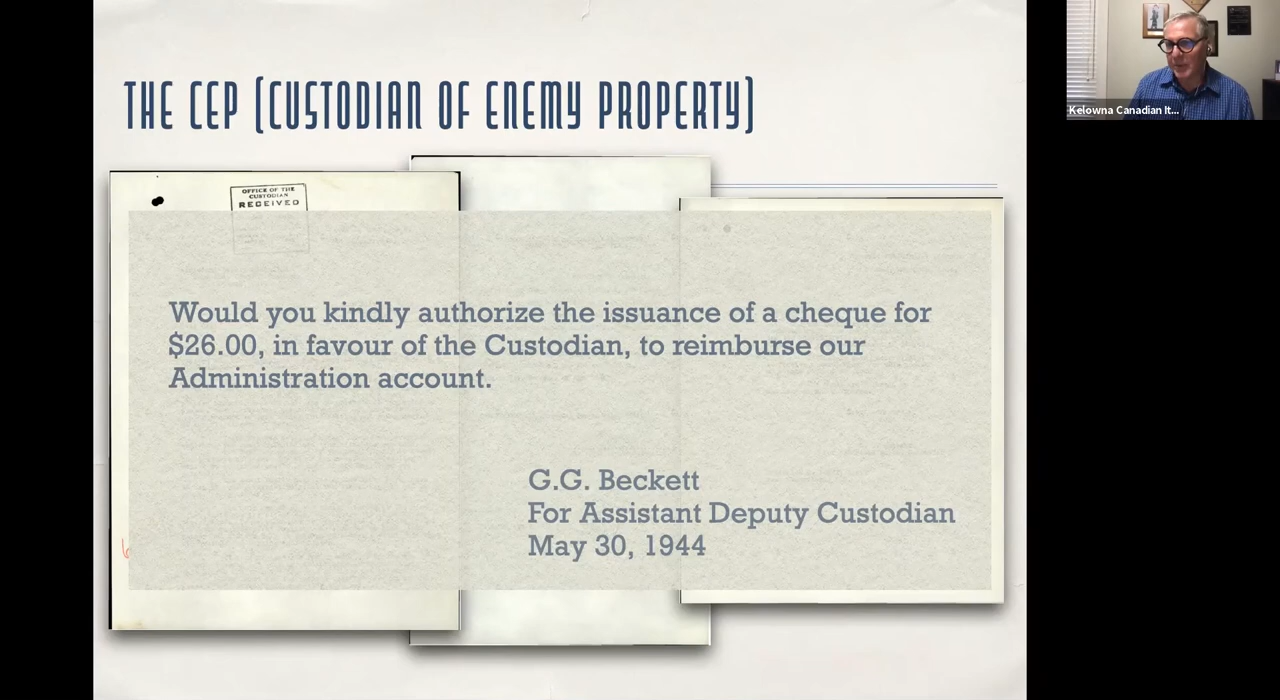 THE CEP (CUSTODIAN OF ENEMY PROPERTY)
OFFICE OF THE
CUSTODIAN
RECEIVED
Would you kindly authorize the issuance of a cheque for
$26.00, in favour of the Custodian, to reimburse our
Administration account.
G.G. Beckett
For Assistant Deputy Custodian
May 30, 1944
Kelowna Canadian It...